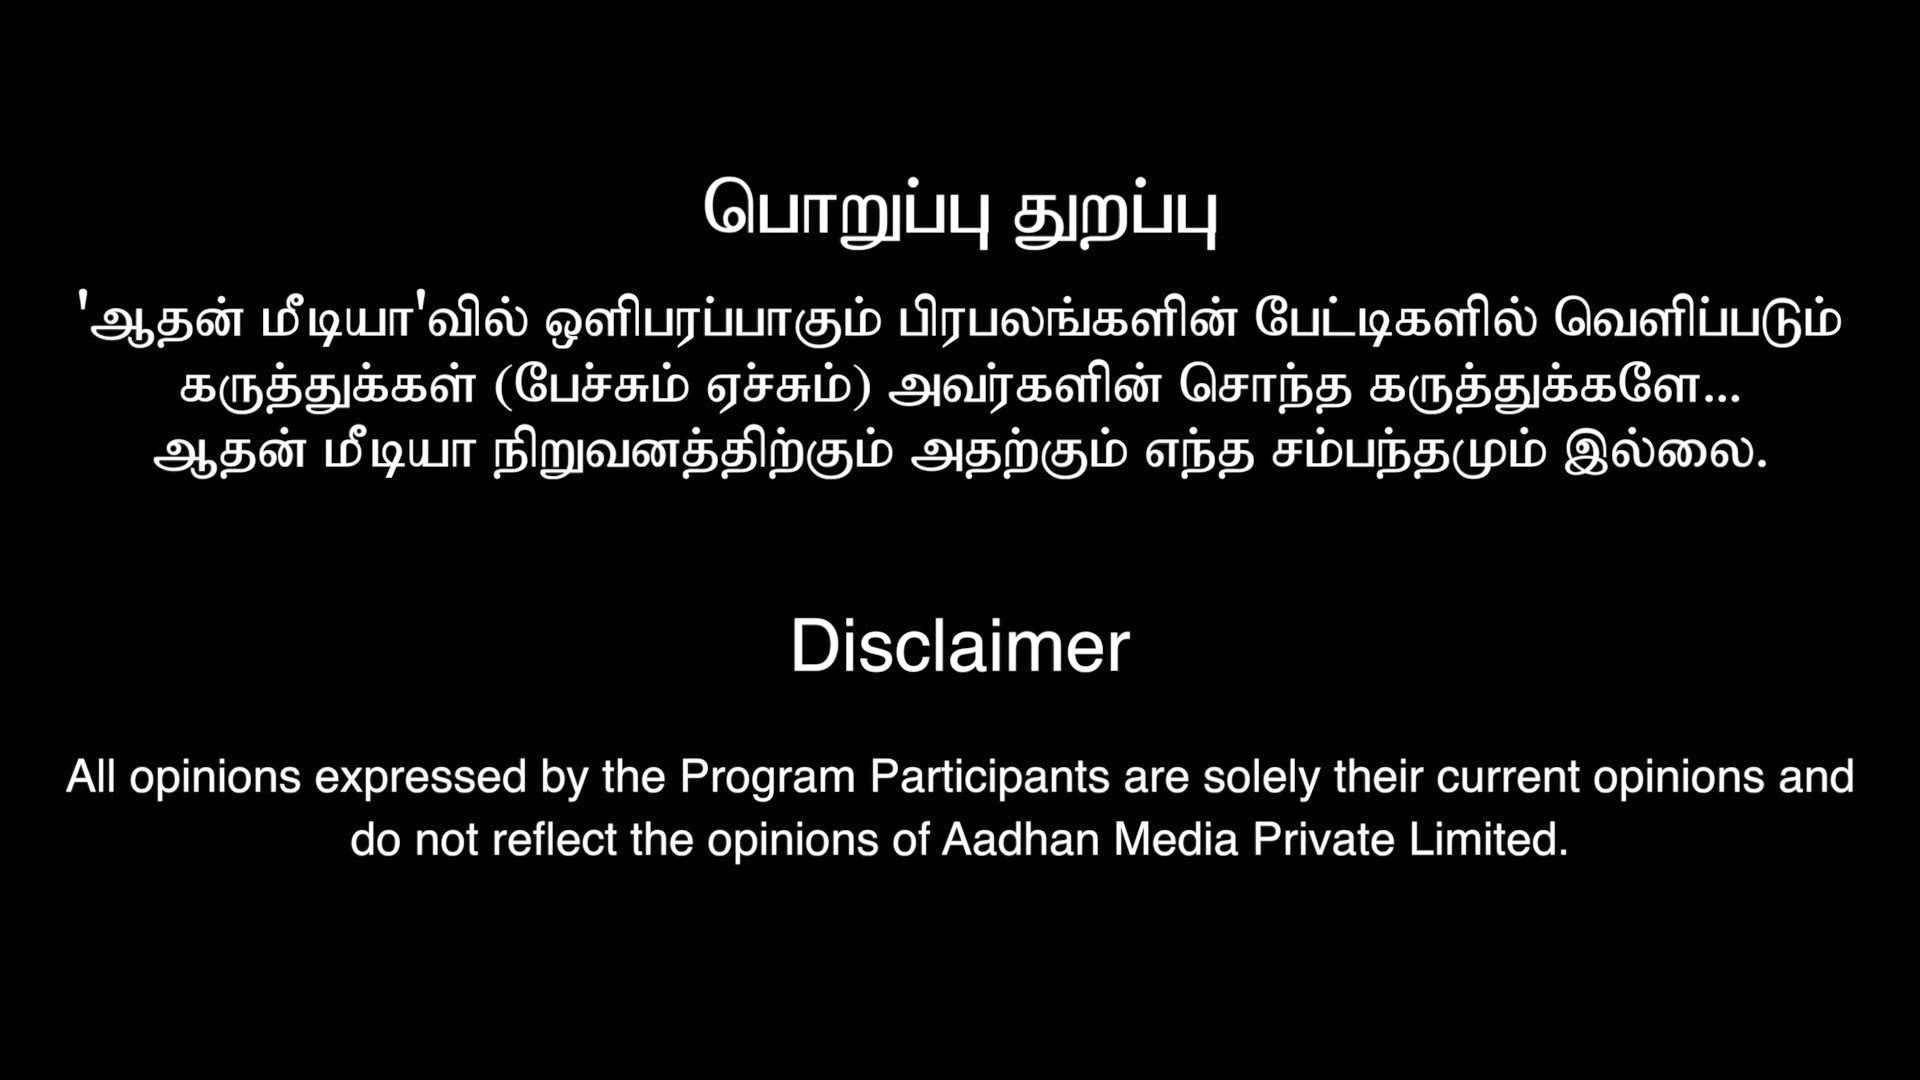 பொறுப்பு துறப்பு
'ஆதன் மீடியா'வில் ஒளிபரப்பாகும் பிரபலங்களின் பேட்டிகளில் வெளிப்படும்
கருத்துக்கள் (பேச்சும் ஏச்சும்) அவர்களின் சொந்த கருத்துக்களே...
ஆதன் மீடியா நிறுவனத்திற்கும் அதற்கும் எந்த சம்பந்தமும் இல்லை.
Disclaimer
All opinions expressed by the Program Participants are solely their current opinions and
do not reflect the opinions of Aadhan Media Private Limited.